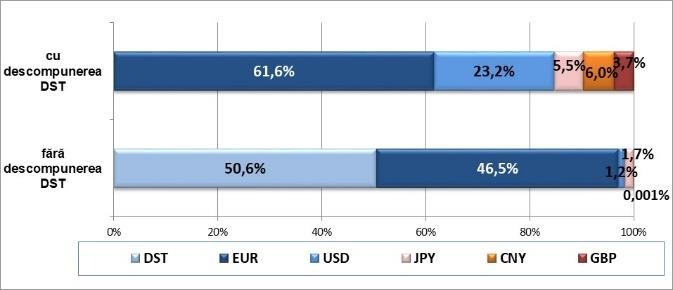 cu
descompunerea
DST
61,6%
23,2%
5,5%
6,0%
3,7%
fără
descompunerea
DST
50,6%
46,5%
1,2%
1,7%
0,001%
0%
20%
40%
60%
80%
100%
DST
EUR
USD
JPY
CNY
GBP